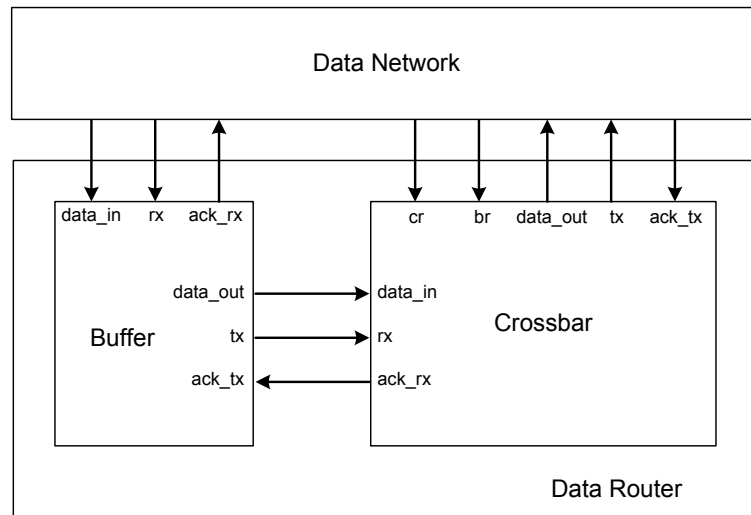 Data Network
data_in rx ack_rx
cr br data_out tx ack_tx
data_out
data_in
Buffer
tx
rx
Crossbar
ack_tx
ack_rx
Data Router